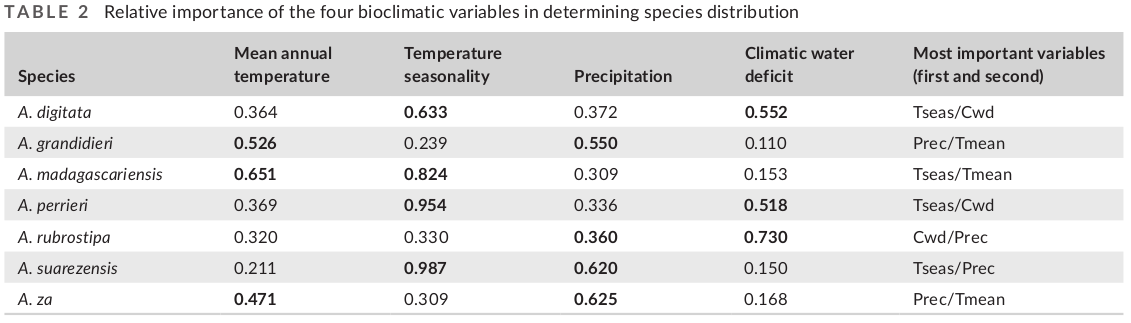 TABLE 2 Relative importance of the four bioclimatic variables in determining species distribution
Species Mean annual temperature Temperature seasonality Precipitation Climatic water deficit Most important variables (first and second)
A. digitata 0.364 0.633 0.372 0.552 Tseas/Cwd
A. grandidieri 0.526 0.239 0.550 0.110 Prec/Tmean
A. madagascariensis 0.651 0.824 0.309 0.153 Tseas/Tmean
A. perrieri 0.369 0.954 0.336 0.518 Tseas/Cwd
A. rubrostipa 0.320 0.330 0.360 0.730 Cwd/Prec
A. suarezensis 0.211 0.987 0.620 0.150 Tseas/Prec
A. za 0.471 0.309 0.625 0.168 Prec/Tmean